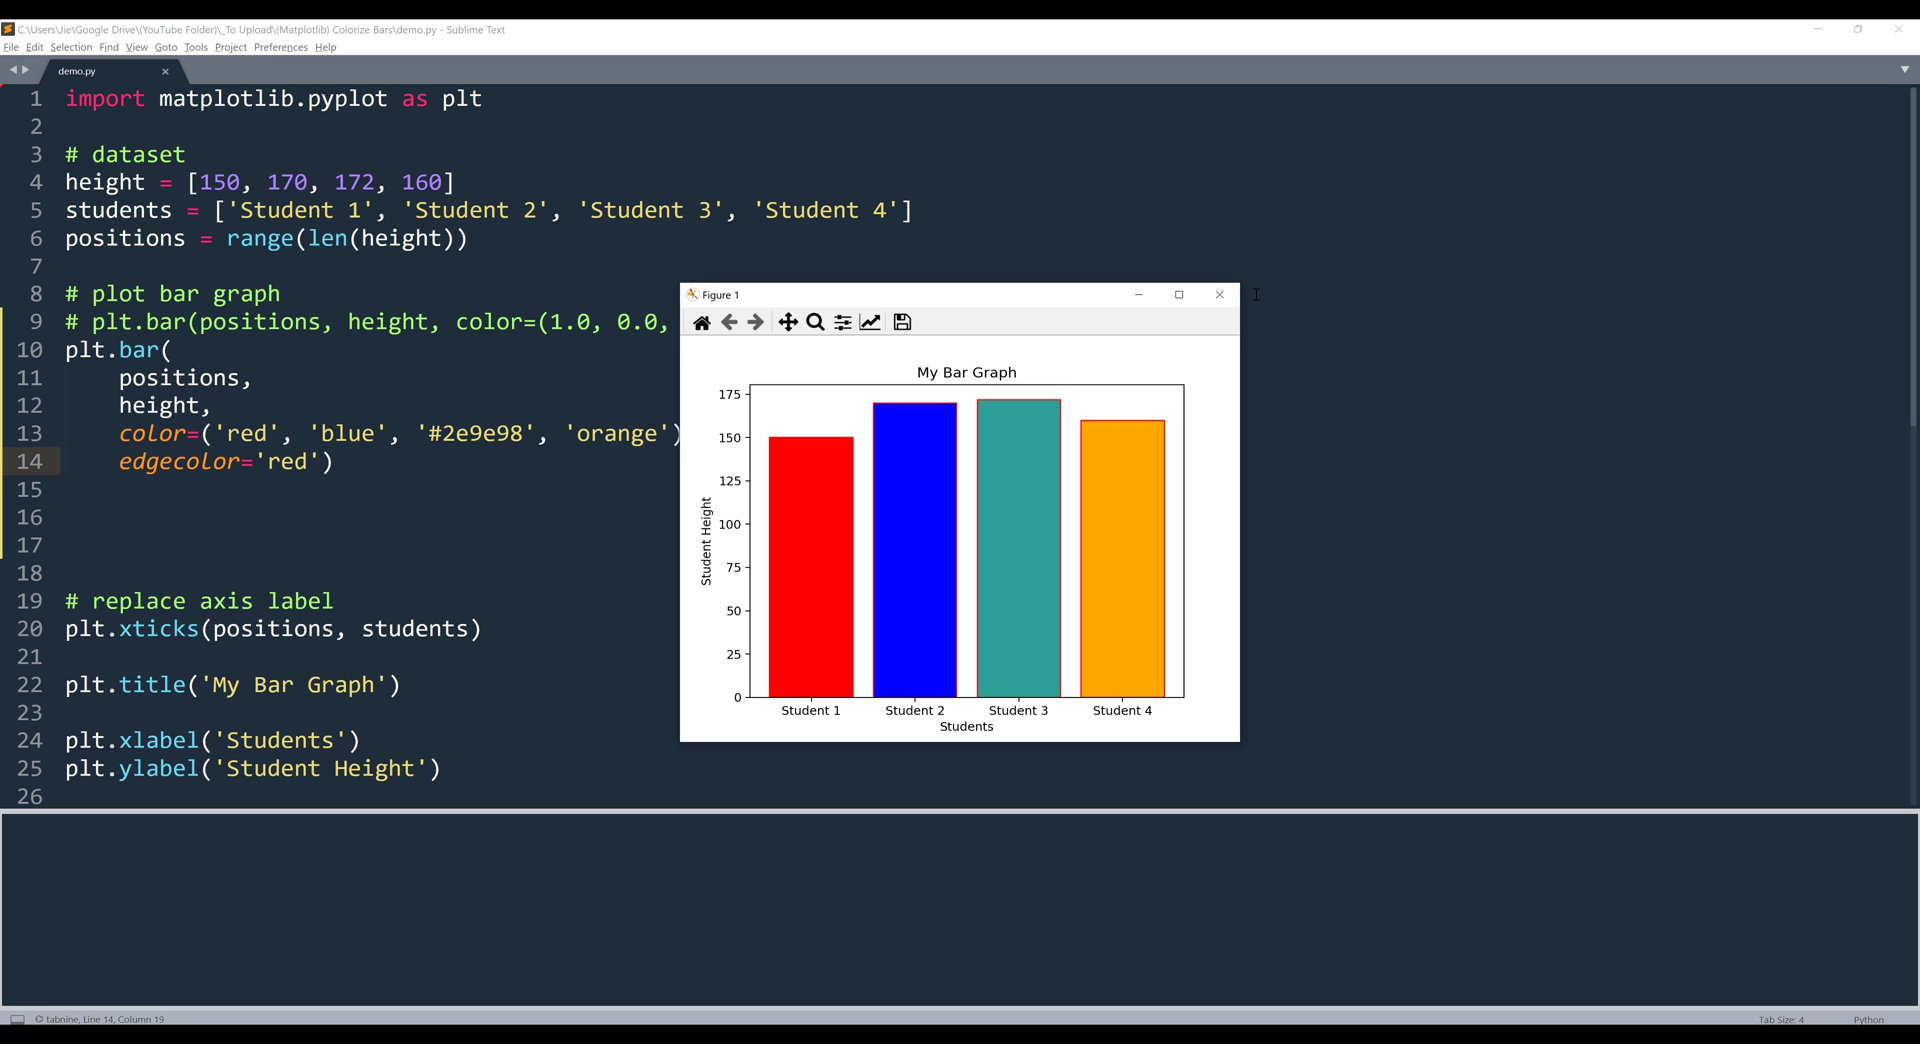 C:\Users\Jie\Google Drive\(YouTube Folder)\_To Upload\(Matplotlib) Colorize Bars\demo.py - Sublime Text
File Edit Selection Find View Goto Tools Project Preferences Help
demo.py
1 import matplotlib.pyplot as plt
2
3 # dataset
4 height = [150, 170, 172, 160]
5 students = ['Student 1', 'Student 2', 'Student 3', 'Student 4']
6 positions = range(len(height))
7
8 # plot bar graph
9 # plt.bar(positions, height, color=(1.0, 0.0,
10 plt.bar(
11 positions,
12 height,
13 color=('red', 'blue', '#2e9e98', 'orange')
14 edgecolor='red')
15
16
17
18
19 # replace axis label
20 plt.xticks(positions, students)
21
22 plt.title('My Bar Graph')
23
24 plt.xlabel('Students')
25 plt.ylabel('Student Height')
26
Figure 1
My Bar Graph
175
150
125
100
75
50
25
0
Student Height
Student 1 Student 2 Student 3 Student 4
Students
tabnine, Line 14, Column 19
Tab Size: 4
Python